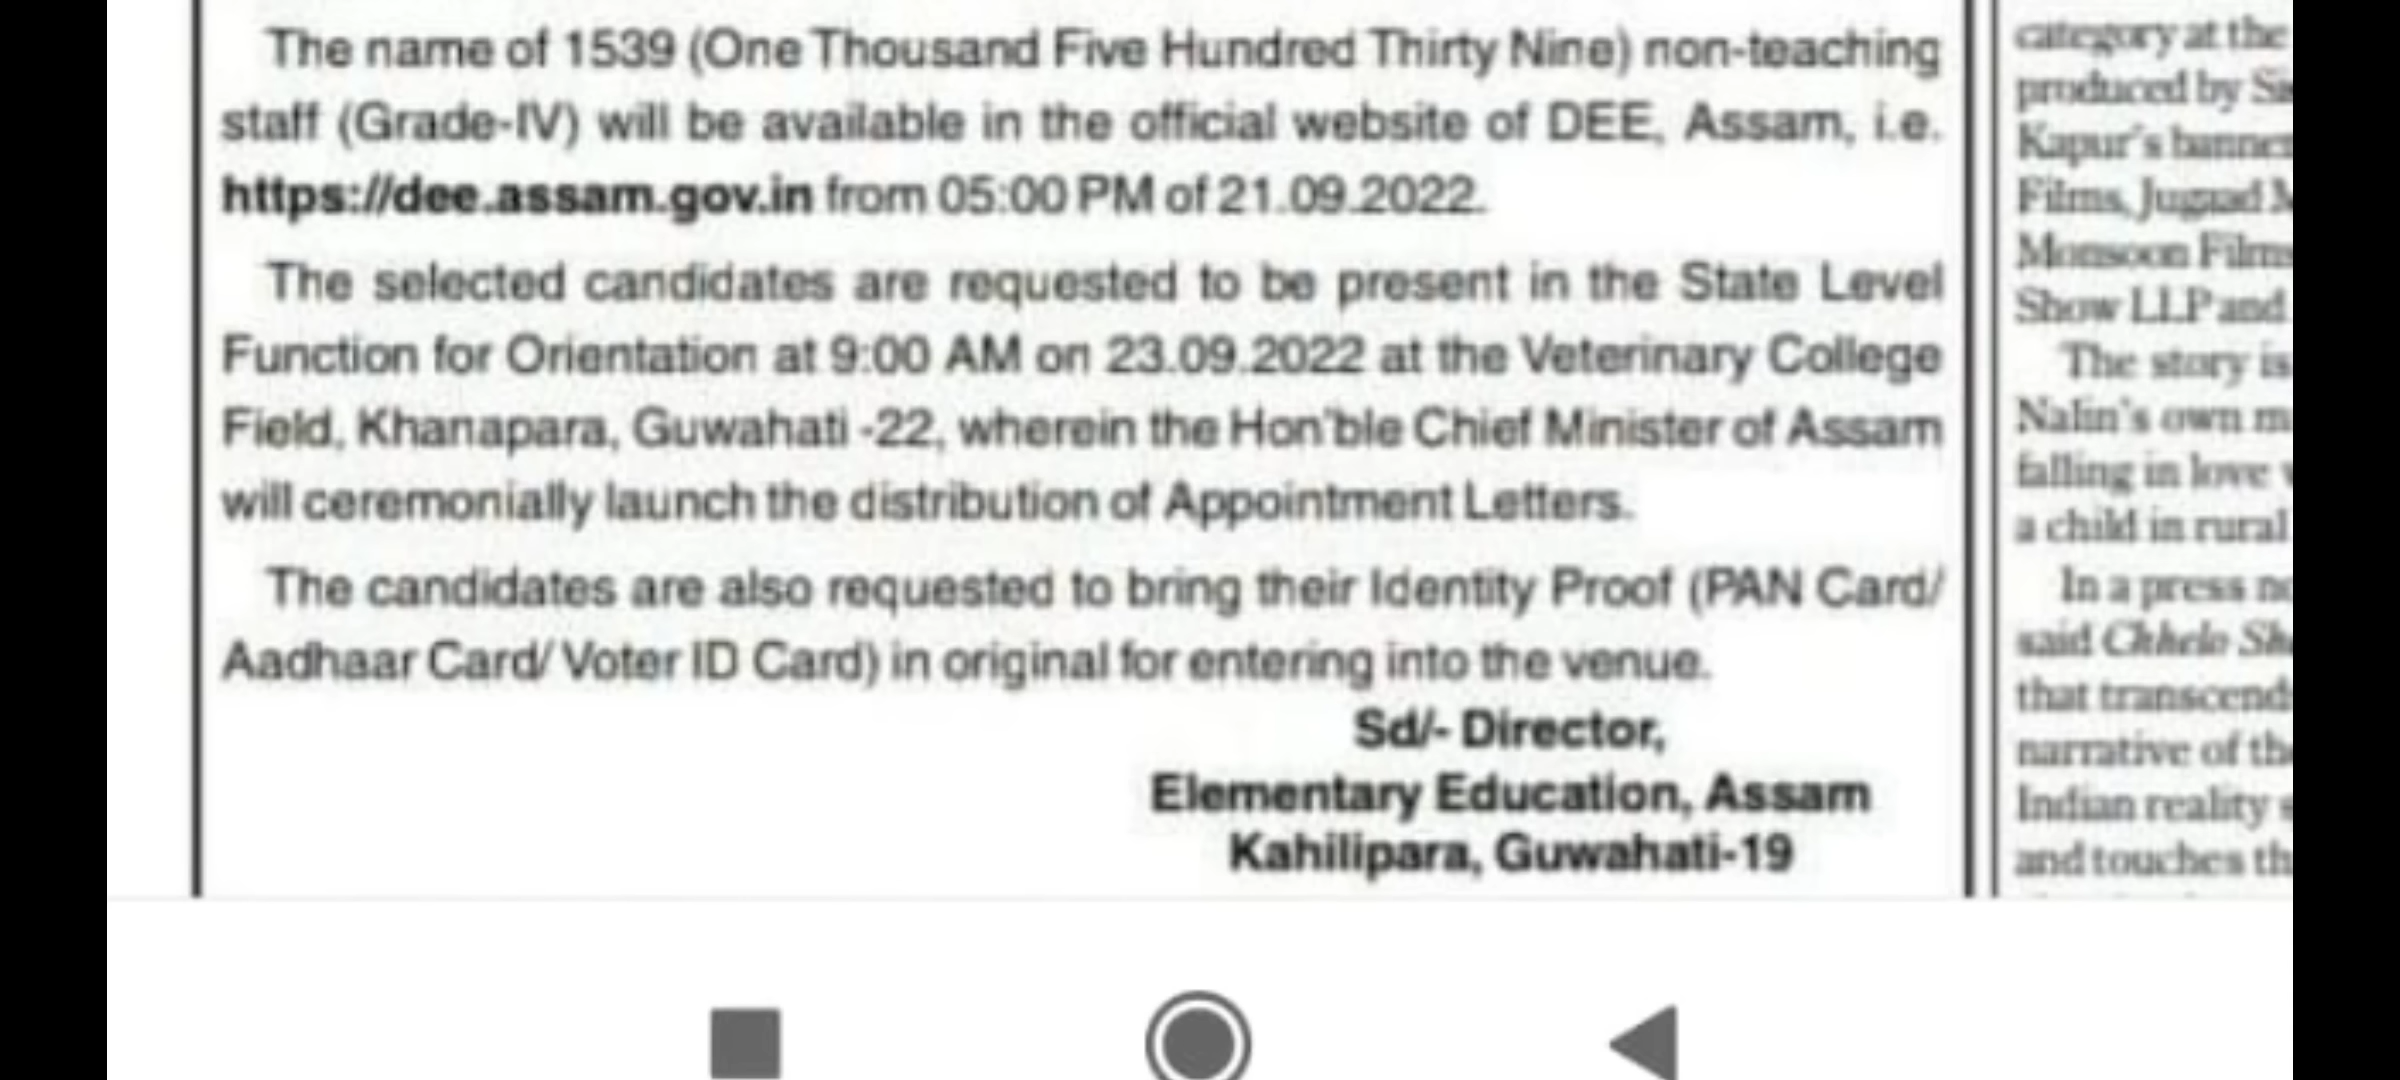 The name of 1539 (One Thousand Five Hundred Thirty Nine) non-teaching
staff (Grade-IV) will be available in the official website of DEE, Assam, i.e.
https://dee.assam.gov.in from 05:00 PM of 21.09.2022.
The selected candidates are requested to be present in the State Level
Function for Orientation at 9:00 AM on 23.09.2022 at the Veterinary College
Field, Khanapara, Guwahati -22, wherein the Hon'ble Chief Minister of Assam
will ceremonially launch the distribution of Appointment Letters.
The candidates are also requested to bring their Identity Proof (PAN Card/
Aadhaar Card/ Voter ID Card) in original for entering into the venue.
Sd/- Director,
Elementary Education, Assam
Kahilipara, Guwahati-19
category at the
produced by
Kapur's
Films, Jugaad
Monsoon Films
Show LLP and
The story is
Nalin's own
falling in love
a child in rural
In a press
said Chhelo
that
narrative of
Indian reality
and touches